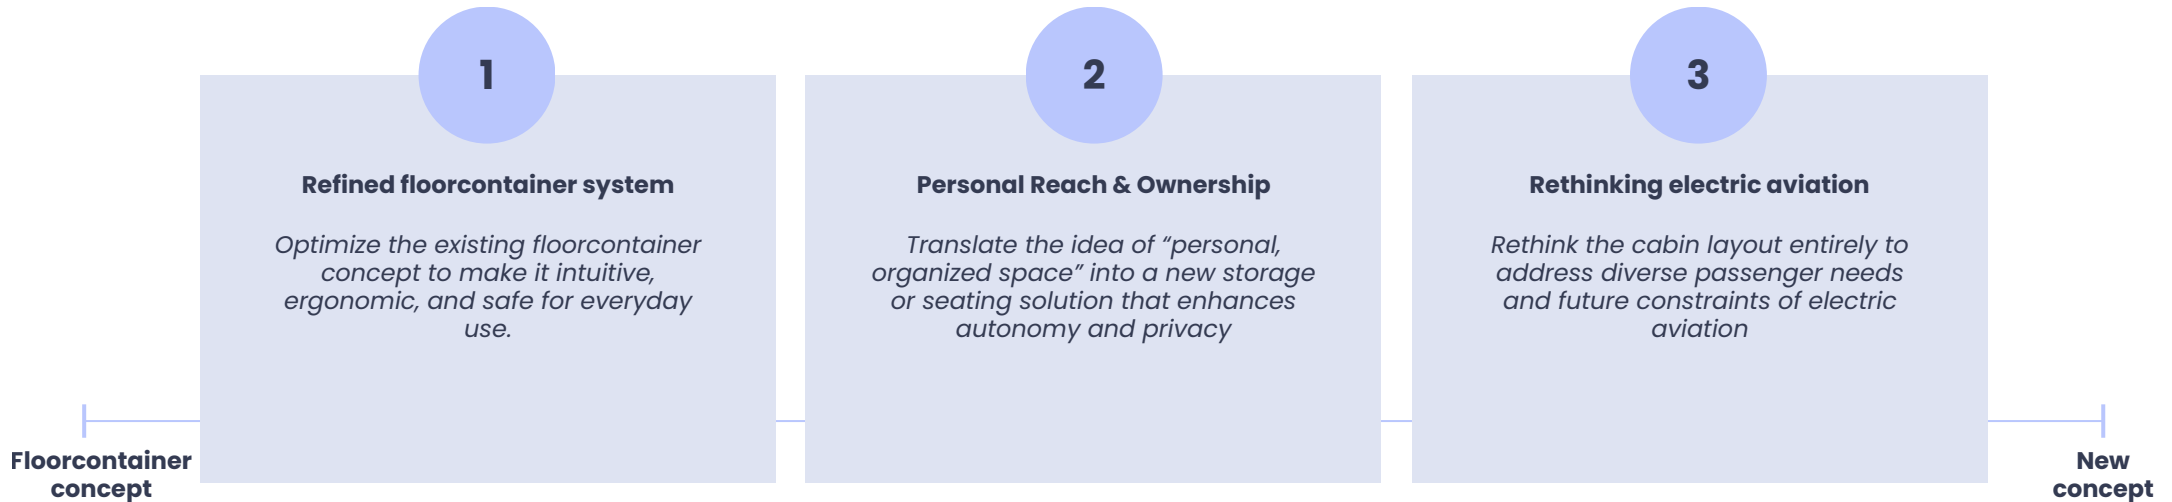 1
Refined floorcontainer system
Optimize the existing floorcontainer
concept to make it intuitive,
ergonomic, and safe for everyday
use.
2
Personal Reach & Ownership
Translate the idea of “personal,
organized space” into a new storage
or seating solution that enhances
autonomy and privacy
3
Rethinking electric aviation
Rethink the cabin layout entirely to
address diverse passenger needs
and future constraints of electric
aviation
Floorcontainer
concept
New
concept